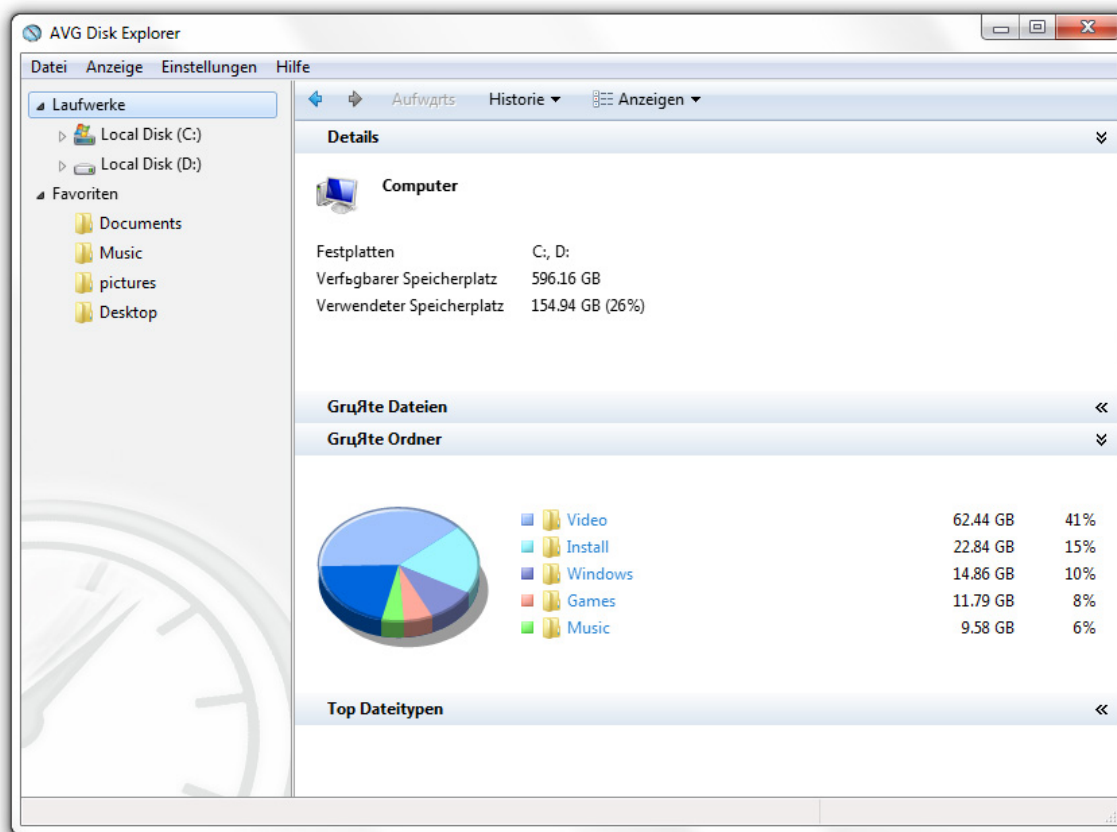 AVG Disk Explorer
Datei Anzeige Einstellungen Hilfe
Laufwerke
Local Disk (C:)
Local Disk (D:)
Favoriten
Documents
Music
pictures
Desktop
Aufwдrts Historie Anzeigen
Details
Computer
Festplatten C:, D:
Verfьgbarer Speicherplatz 596.16 GB
Verwendeter Speicherplatz 154.94 GB (26%)
GrцЯte Dateien
GrцЯte Ordner
Video 62.44 GB 41%
Install 22.84 GB 15%
Windows 14.86 GB 10%
Games 11.79 GB 8%
Music 9.58 GB 6%
Top Dateitypen